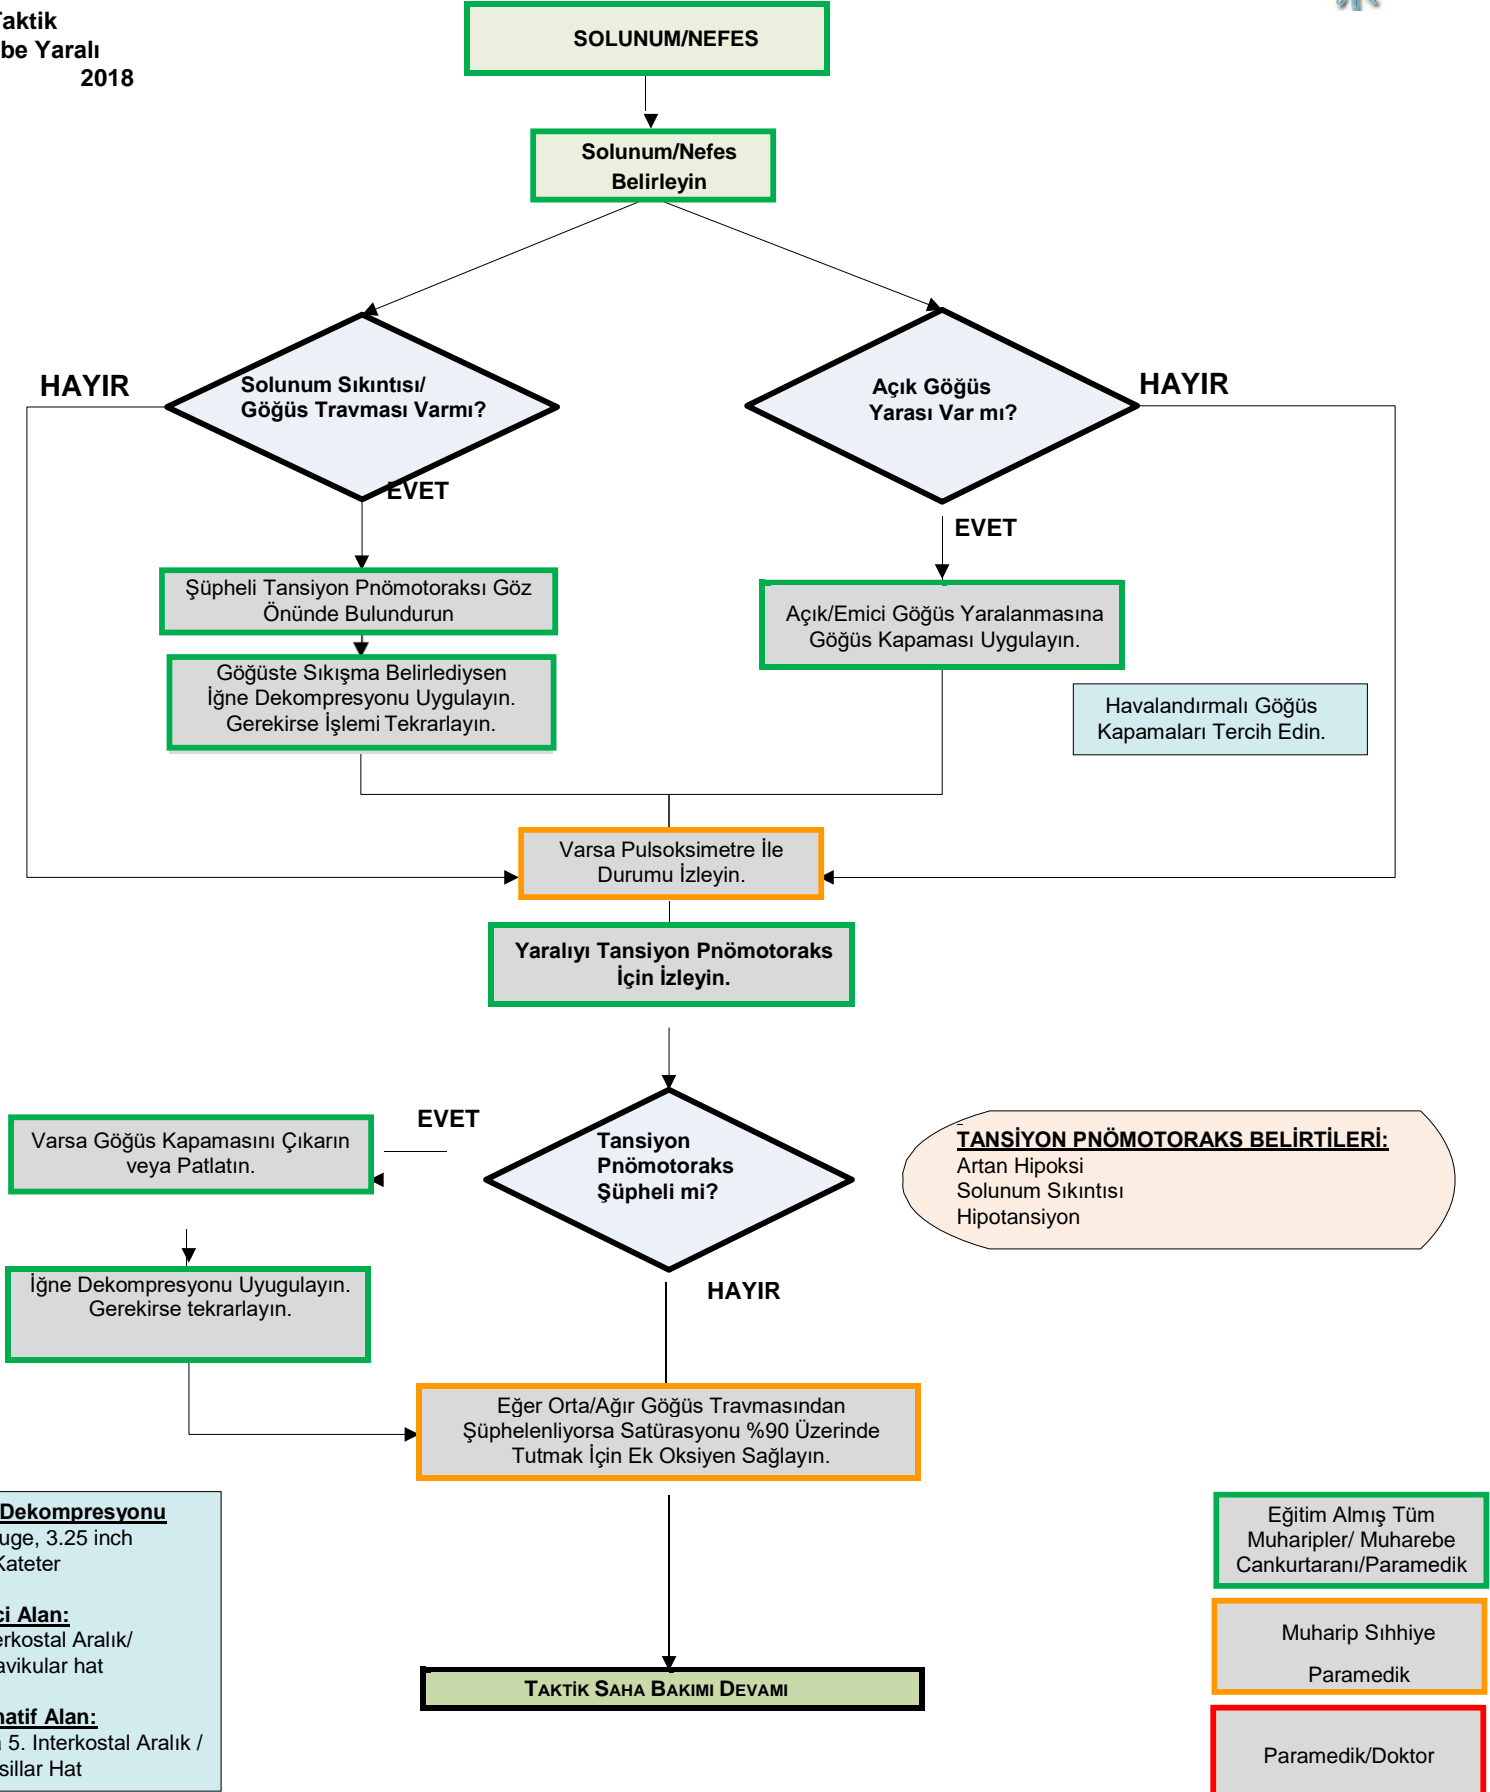 Taktik
be Yaralı
2018
SOLUNUM/NEFES
Solunum/Nefes
Belirleyin
HAYIR
Solunum Sıkıntısı/
Göğüs Travması Varmı?
EVET
Açık Göğüs
Yarası Var mı?
HAYIR
EVET
Şüpheli Tansiyon Pnömotoraksı Göz
Önünde Bulundurun
Göğüste Sıkışma Belirlediysen
İğne Dekompresyonu Uygulayın.
Gerekirse İşlemi Tekrarlayın.
Açık/Emici Göğüs Yaralanmasına
Göğüs Kapaması Uygulayın.
Havalandırmalı Göğüs
Kapamaları Tercih Edin.
Varsa Pulsoksimetre İle
Durumu İzleyin.
Yaralıyı Tansiyon Pnömotoraks
İçin İzleyin.
EVET
Varsa Göğüs Kapamasını Çıkarın
veya Patlatın.
Tansiyon
Pnömotoraks
Şüpheli mi?
TANSİYON PNÖMOTORAKS BELİRTİLERİ:
Artan Hipoksi
Solunum Sıkıntısı
Hipotansiyon
HAYIR
İğne Dekompresyonu Uyugulayın.
Gerekirse tekrarlayın.
Eğer Orta/Ağır Göğüs Travmasından
Şüphelenliyorsa Satürasyonu %90 Üzerinde
Tutmak İçin Ek Oksiyen Sağlayın.
Dekompresyonu
uge, 3.25 inch
Kateter
ci Alan:
erkostal Aralık/
avikular hat
natif Alan:
a 5. Interkostal Aralık /
sillar Hat
TAKTİK SAHA BAKIMI DEVAMI
Eğitim Almış Tüm
Muharipler/ Muharebe
Cankurtaranı/Paramedik
Muharip Sıhhiye
Paramedik
Paramedik/Doktor